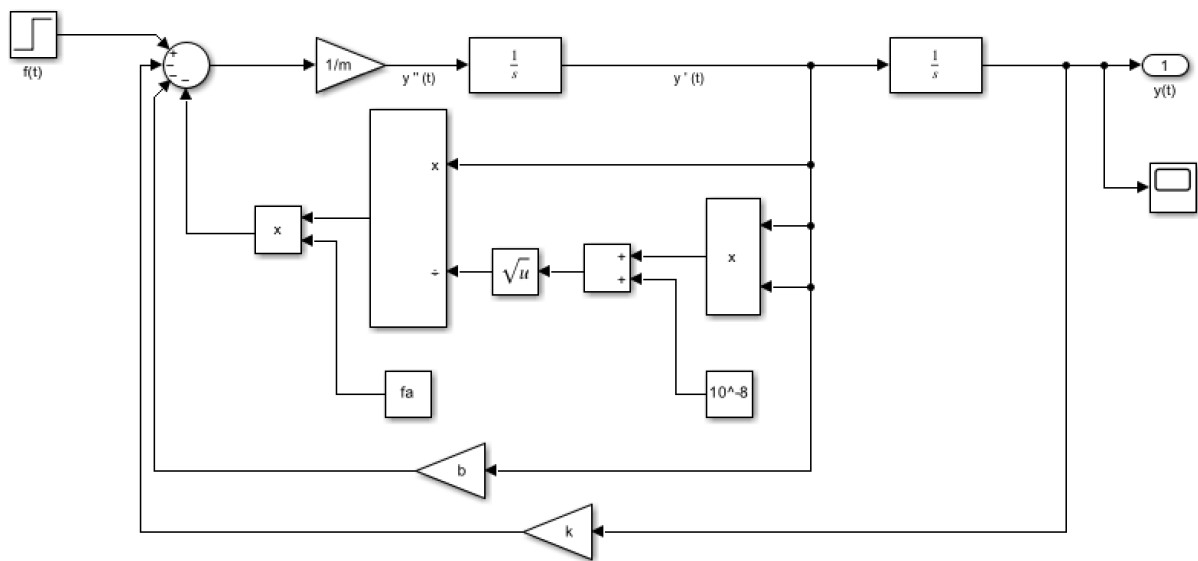 f(t)
+
−
−
−
1/m
y '' (t)
1
s
y ' (t)
1
s
1
y(t)
x
÷
x
√u
+
+
x
fa
10^-8
b
k